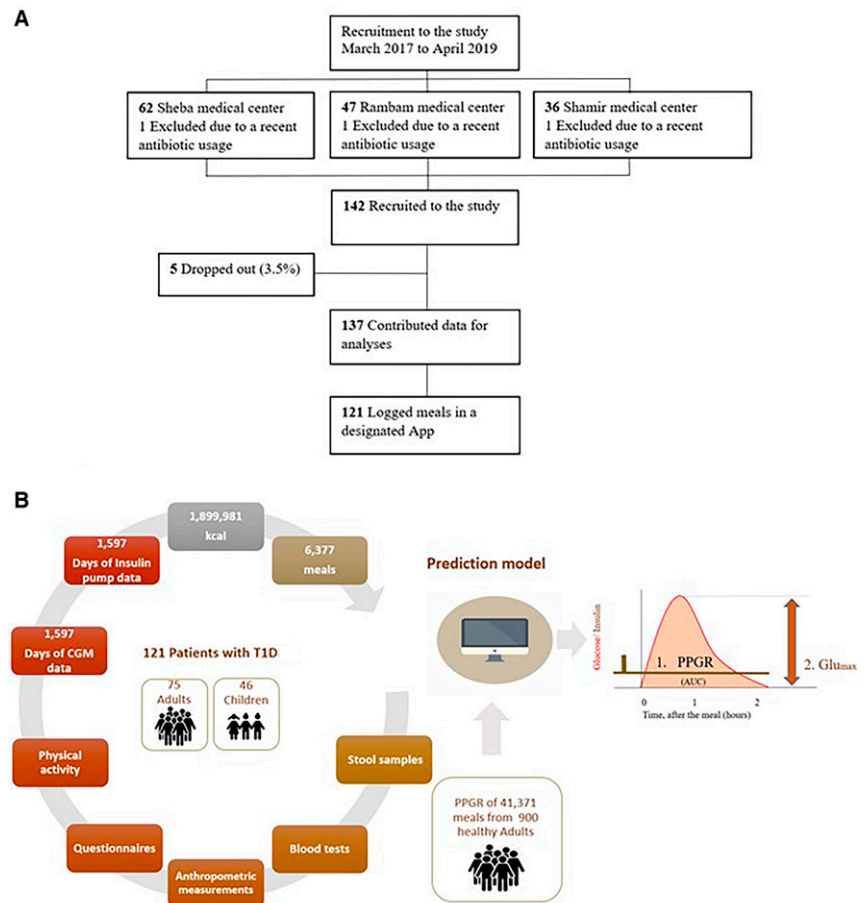 A
Recruitment to the study
March 2017 to April 2019
62 Sheba medical center
1 Excluded due to a recent
antibiotic usage
47 Rambam medical center
1 Excluded due to a recent
antibiotic usage
36 Shamir medical center
1 Excluded due to a recent
antibiotic usage
142 Recruited to the study
5 Dropped out (3.5%)
137 Contributed data for
analyses
121 Logged meals in a
designated App
B
1,899,981
kcal
6,377
meals
1,597
Days of Insulin
pump data
1,597
Days of CGM
data
121 Patients with T1D
75
Adults
46
Children
Physical
activity
Questionnaires
Anthropometric
measurements
Blood tests
Stool samples
Prediction model
PPGR of 41,371
meals from 900
healthy Adults
Glucose/ Insulin
1. PPGR
(AUC)
2. Glumax
0 1 2
Time, after the meal (hours)